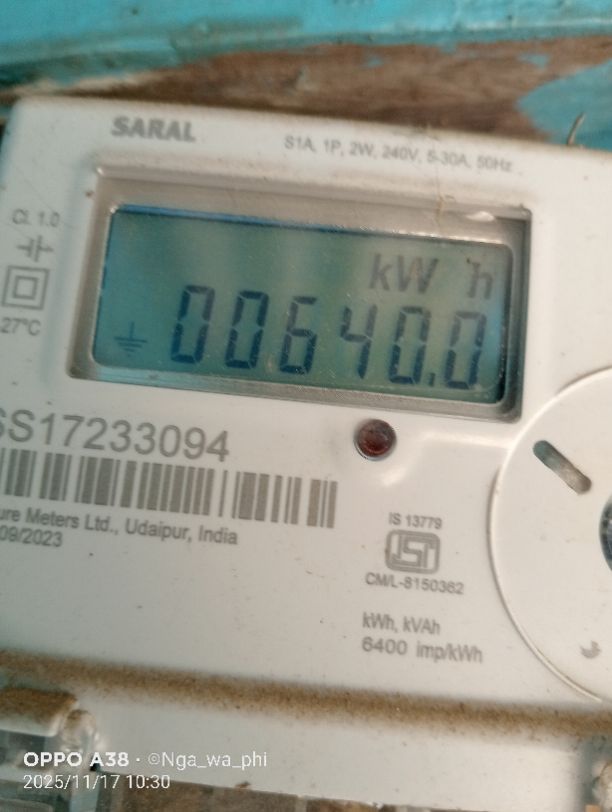 SARAL
S1A, 1P, 2W, 240V, 5-30A, 50Hz
Cl. 1.0
27°C
kW h
00640.0
SS17233094
ure Meters Ltd., Udaipur, India
09/2023
IS 13779
ISI
CM/L-8150362
kWh, kVAh
6400 imp/kWh
OPPO A38 · ©Nga_wa_phi
2025/11/17 10:30